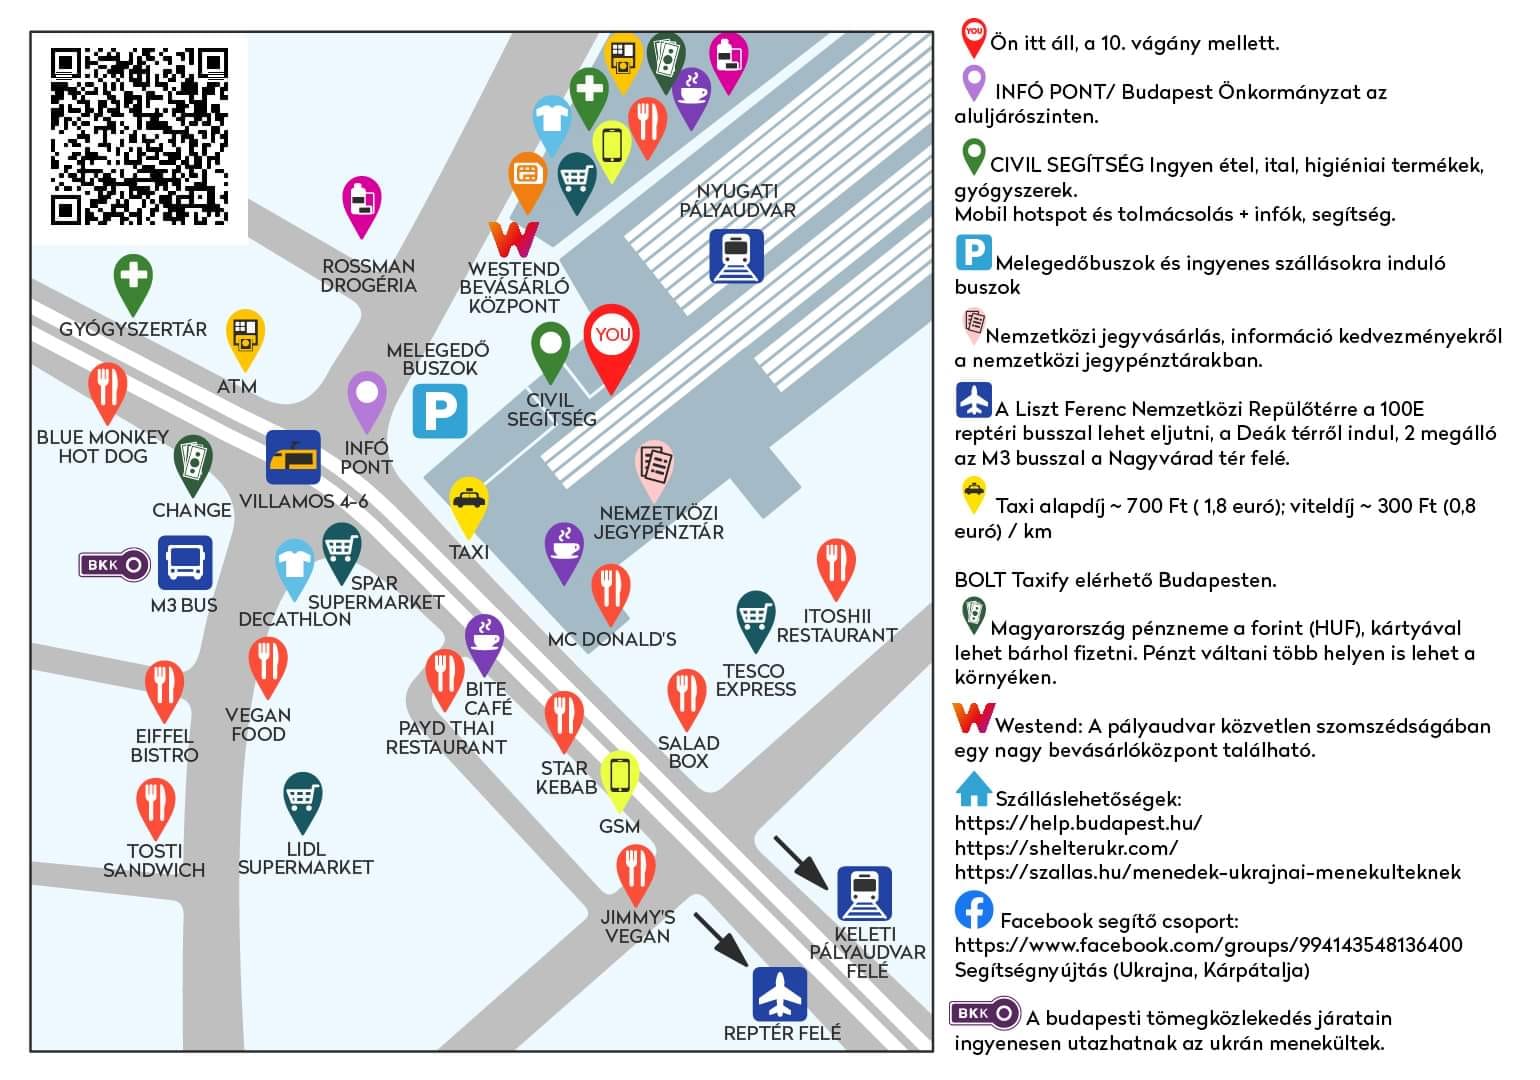 NYUGATI
PÁLYAUDVAR
ROSSMAN
DROGÉRIA
WESTEND
BEVÁSÁRLÓ
KÖZPONT
GYÓGYSZERTÁR
YOU
ATM
MELEGEDŐ
BUSZOK
P
CIVIL
SEGÍTSÉG
BLUE MONKEY
HOT DOG
INFÓ
PONT
CHANGE
VILLAMOS 4-6
NEMZETKÖZI
JEGYPÉNZTÁR
TAXI
BKK
M3 BUS
SPAR
SUPERMARKET
DECATHLON
MC DONALD'S
ITOSHII
RESTAURANT
TESCO
EXPRESS
BITE
CAFÉ
VEGAN
FOOD
PAYD THAI
RESTAURANT
EIFFEL
BISTRO
SALAD
BOX
STAR
KEBAB
GSM
TOSTI
SANDWICH
LIDL
SUPERMARKET
JIMMY'S
VEGAN
KELETI
PÁLYAUDVAR
FELÉ
REPTÉR FELÉ
YOU Ön itt áll, a 10. vágány mellett.
INFÓ PONT/ Budapest Önkormányzat az
aluljárószinten.
CIVIL SEGÍTSÉG Ingyen étel, ital, higiéniai termékek,
gyógyszerek.
Mobil hotspot és tolmácsolás + infók, segítség.
P Melegedőbuszok és ingyenes szállásokra induló
buszok
Nemzetközi jegyvásárlás, információ kedvezményekről
a nemzetközi jegypénztárakban.
A Liszt Ferenc Nemzetközi Repülőtérre a 100E
reptéri busszal lehet eljutni, a Deák térről indul, 2 megálló
az M3 busszal a Nagyvárad tér felé.
Taxi alapdíj ~ 700 Ft ( 1,8 euró); viteldíj ~ 300 Ft (0,8
euró) / km
BOLT Taxify elérhető Budapesten.
Magyarország pénzneme a forint (HUF), kártyával
lehet bárhol fizetni. Pénzt váltani több helyen is lehet a
környéken.
Westend: A pályaudvar közvetlen szomszédságában
egy nagy bevásárlóközpont található.
Szálláslehetőségek:
https://help.budapest.hu/
https://shelterukr.com/
https://szallas.hu/menedek-ukrajnai-menekulteknek
Facebook segítő csoport:
https://www.facebook.com/groups/994143548136400
Segítségnyújtás (Ukrajna, Kárpátalja)
BKK A budapesti tömegközlekedés járatain
ingyenesen utazhatnak az ukrán menekültek.